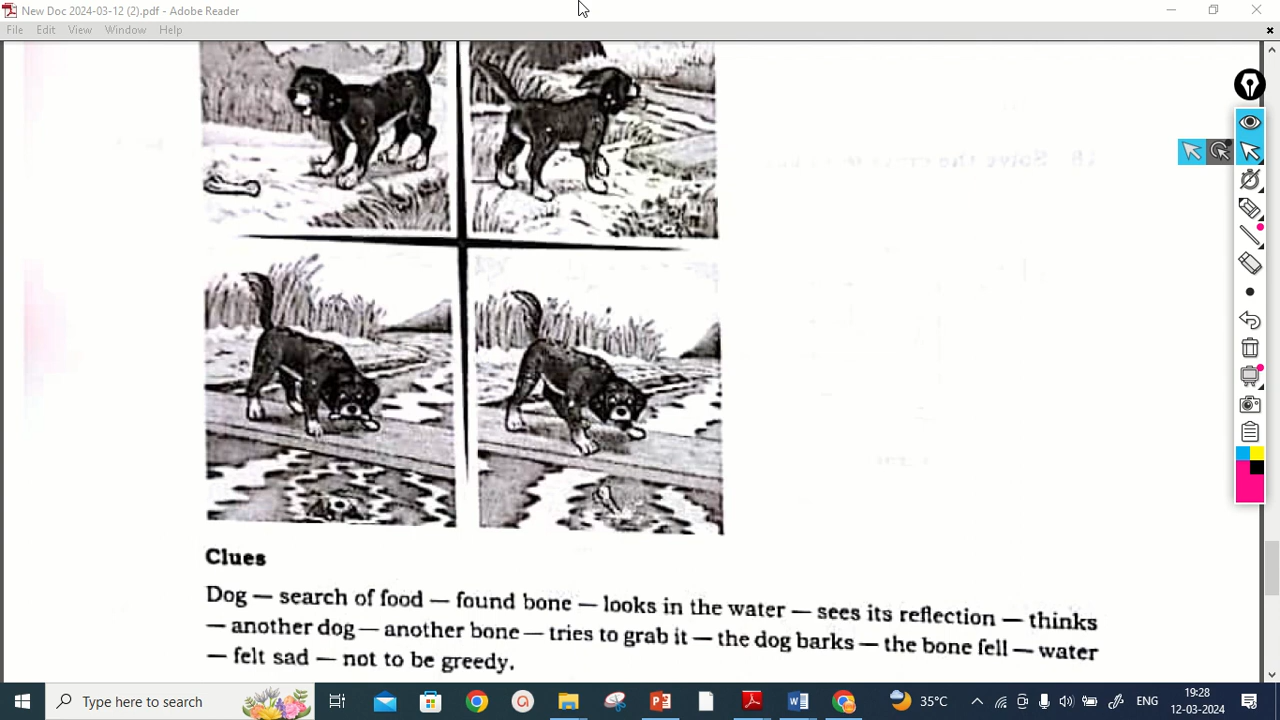 New Doc 2024-03-12 (2).pdf - Adobe Reader
File Edit View Window Help
Clues
Dog — search of food — found bone — looks in the water — sees its reflection — thinks
— another dog — another bone — tries to grab it — the dog barks — the bone fell — water
— felt sad — not to be greedy.
Type here to search
35°C
ENG
19:28
12-03-2024